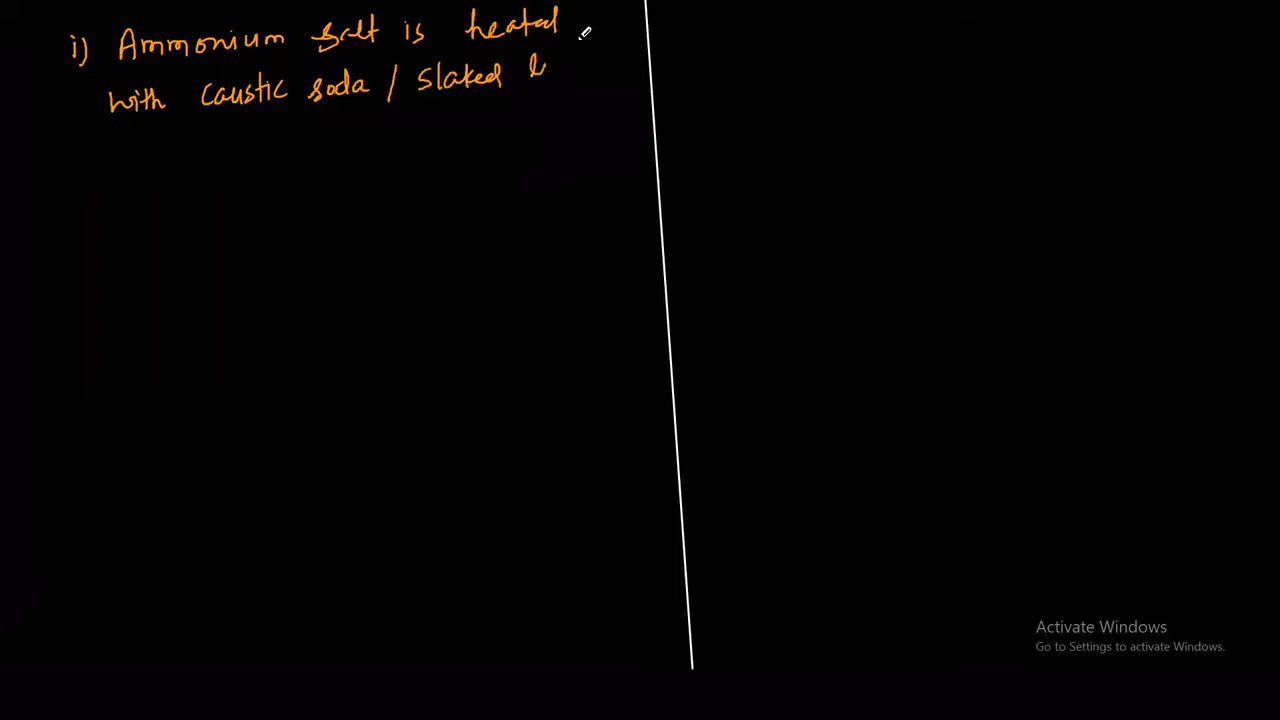 i) Ammonium salt is heated
with caustic soda / slaked l
Activate Windows
Go to Settings to activate Windows.